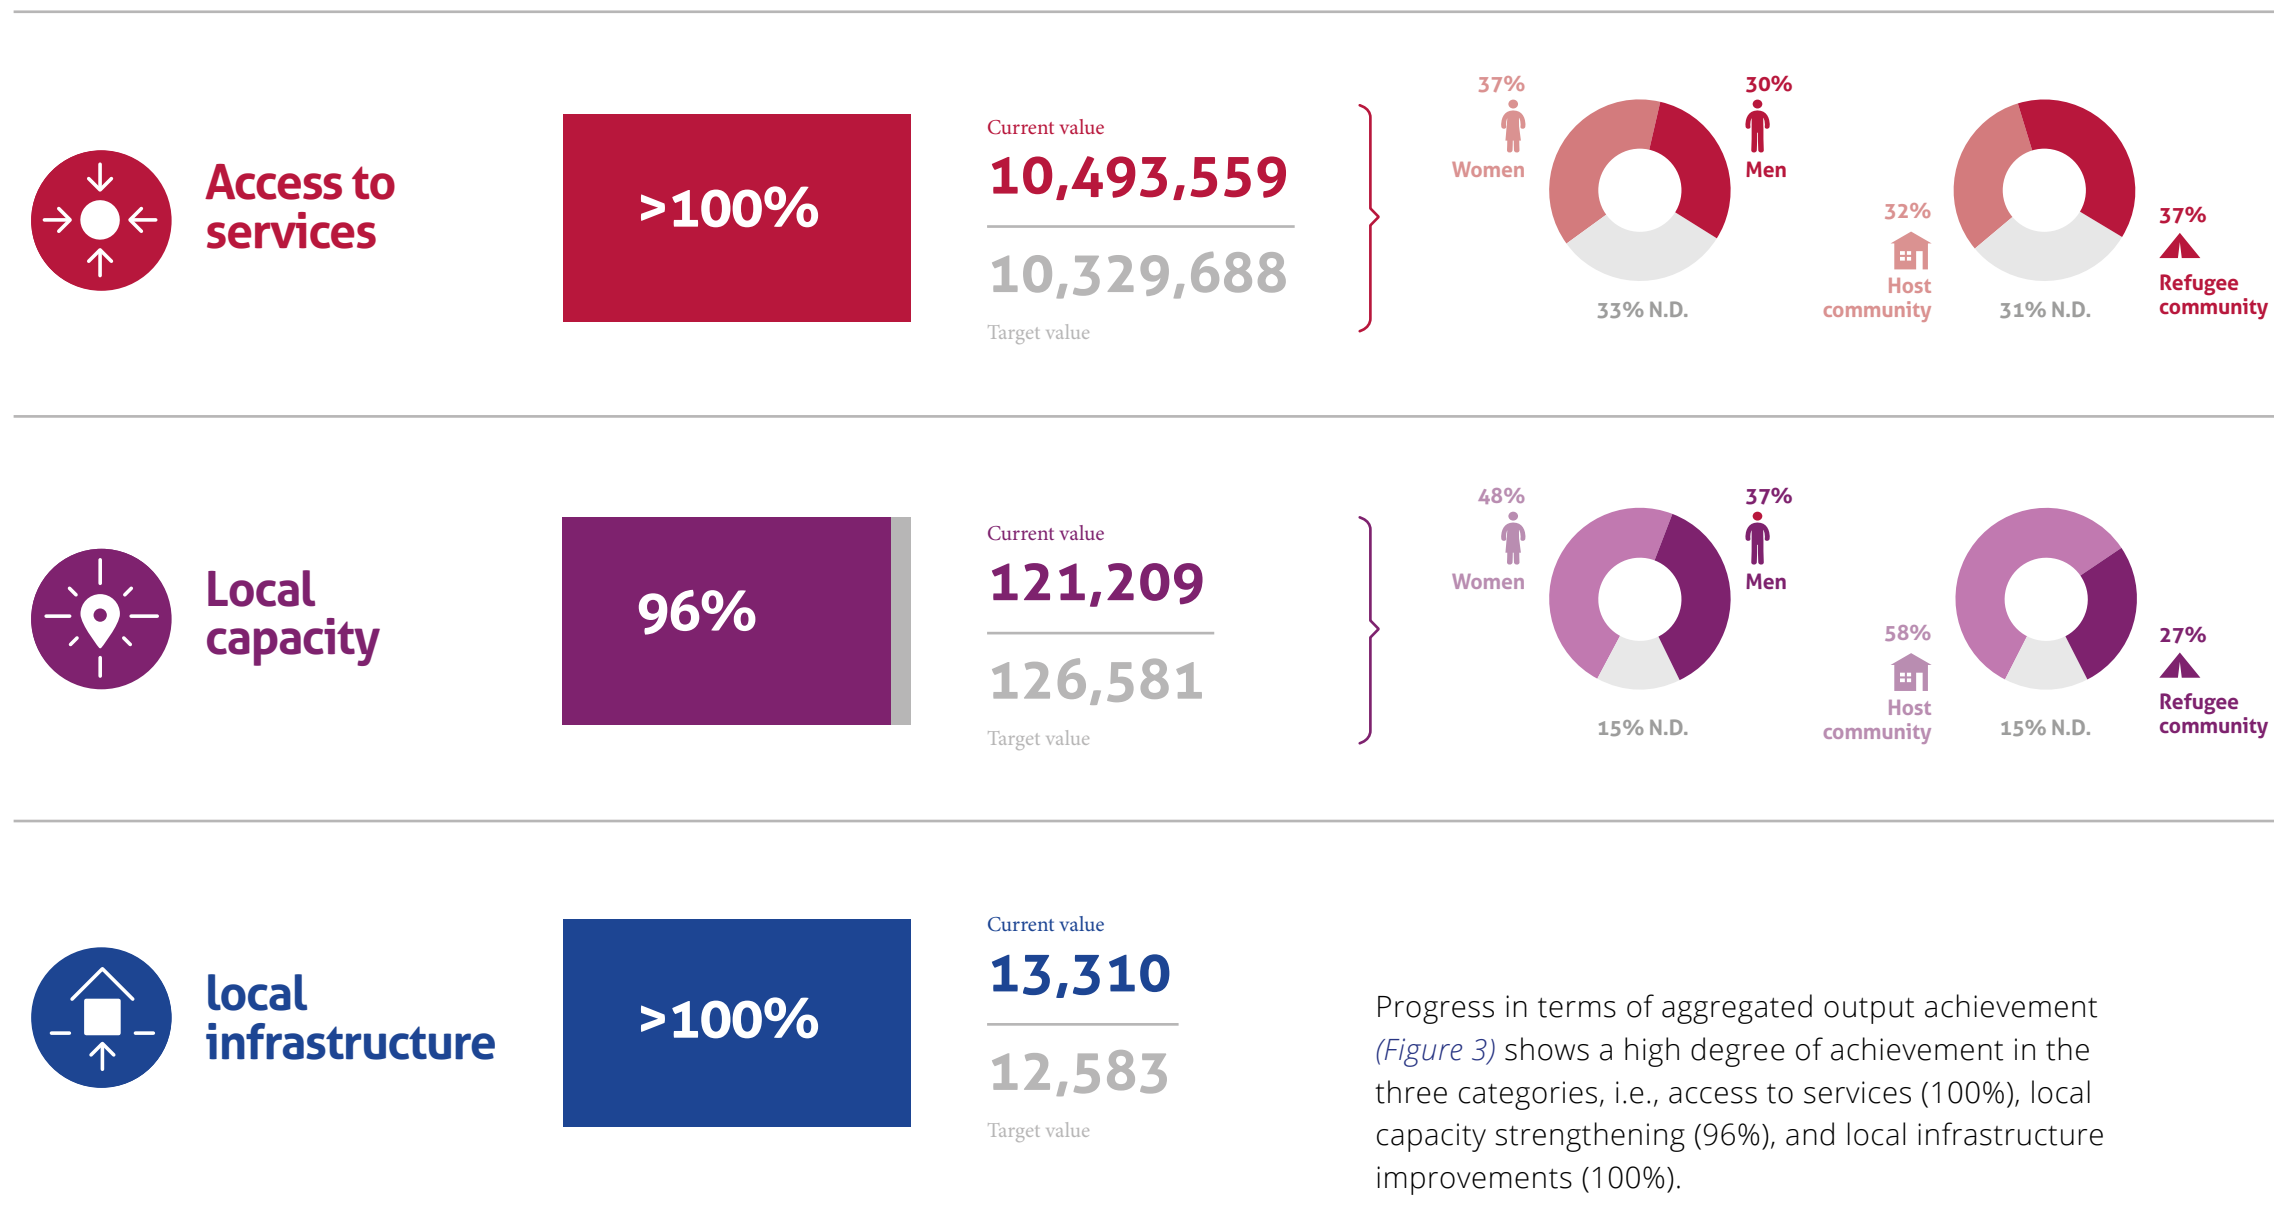 Access to
services
>100%
Current value
10,493,559
10,329,688
Target value
37%
Women
30%
Men
33% N.D.
32%
Host
community
31% N.D.
37%
Refugee
community
Local
capacity
96%
Current value
121,209
126,581
Target value
48%
Women
37%
Men
15% N.D.
58%
Host
community
15% N.D.
27%
Refugee
community
local
infrastructure
>100%
Current value
13,310
12,583
Target value
Progress in terms of aggregated output achievement
(Figure 3) shows a high degree of achievement in the
three categories, i.e., access to services (100%), local
capacity strengthening (96%), and local infrastructure
improvements (100%).